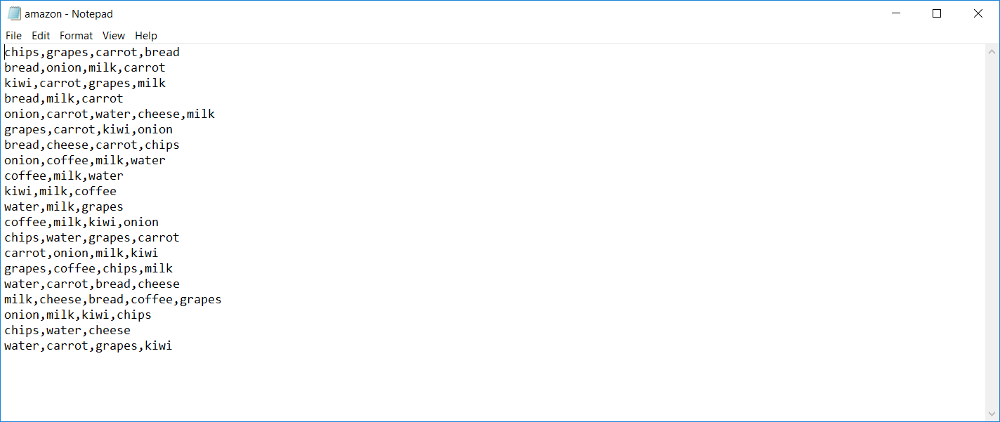 amazon - Notepad
File Edit Format View Help
chips,grapes,carrot,bread
bread,onion,milk,carrot
kiwi,carrot,grapes,milk
bread,milk,carrot
onion,carrot,water,cheese,milk
grapes,carrot,kiwi,onion
bread,cheese,carrot,chips
onion,coffee,milk,water
coffee,milk,water
kiwi,milk,coffee
water,milk,grapes
coffee,milk,kiwi,onion
chips,water,grapes,carrot
carrot,onion,milk,kiwi
grapes,coffee,chips,milk
water,carrot,bread,cheese
milk,cheese,bread,coffee,grapes
onion,milk,kiwi,chips
chips,water,cheese
water,carrot,grapes,kiwi